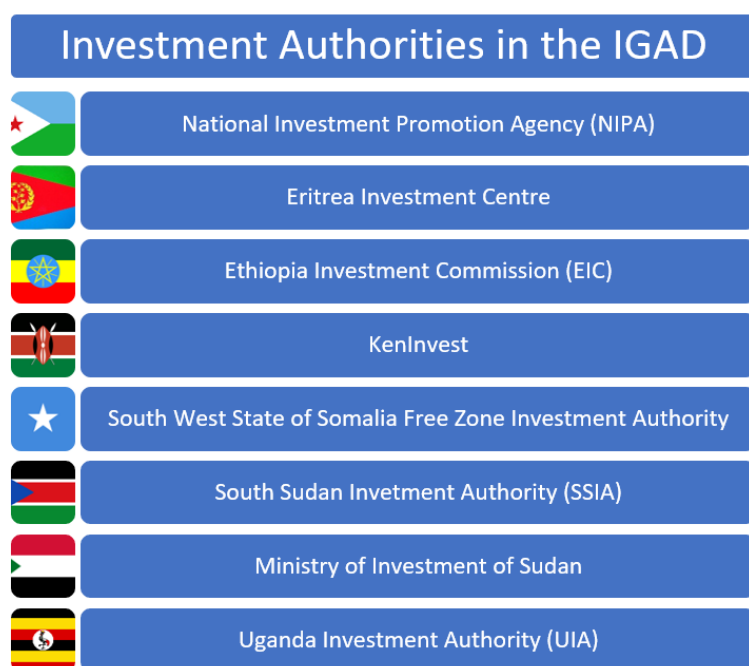 Investment Authorities in the IGAD
National Investment Promotion Agency (NIPA)
Eritrea Investment Centre
Ethiopia Investment Commission (EIC)
KenInvest
South West State of Somalia Free Zone Investment Authority
South Sudan Invetment Authority (SSIA)
Ministry of Investment of Sudan
Uganda Investment Authority (UIA)